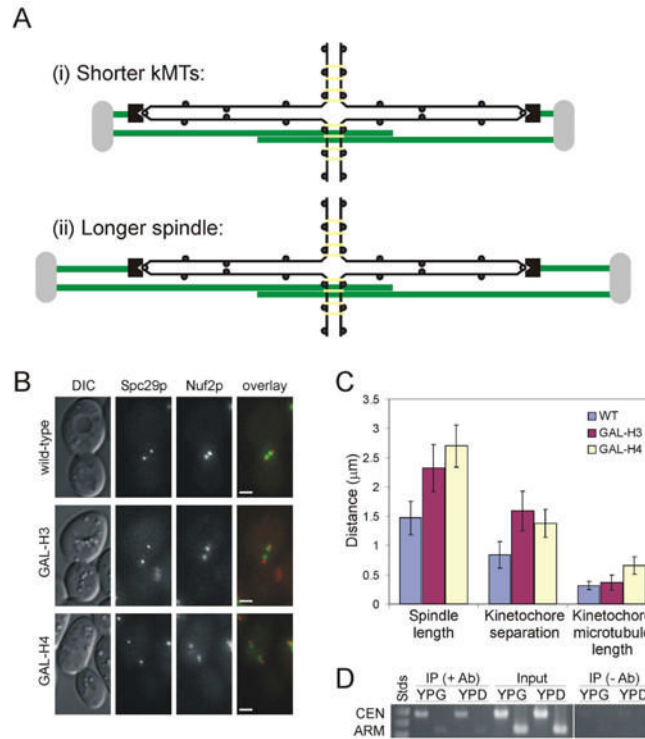 A
(i) Shorter kMTs:
(ii) Longer spindle:
B
DIC Spc29p Nuf2p overlay
wild-type
GAL-H3
GAL-H4
C
Distance (µm)
3.5
3
2.5
2
1.5
1
0.5
0
WT
GAL-H3
GAL-H4
Spindle length
Kinetochore separation
Kinetochore microtubule length
D
Stds IP (+ Ab) Input IP (- Ab)
YPG YPD YPG YPD YPG YPD
CEN
ARM